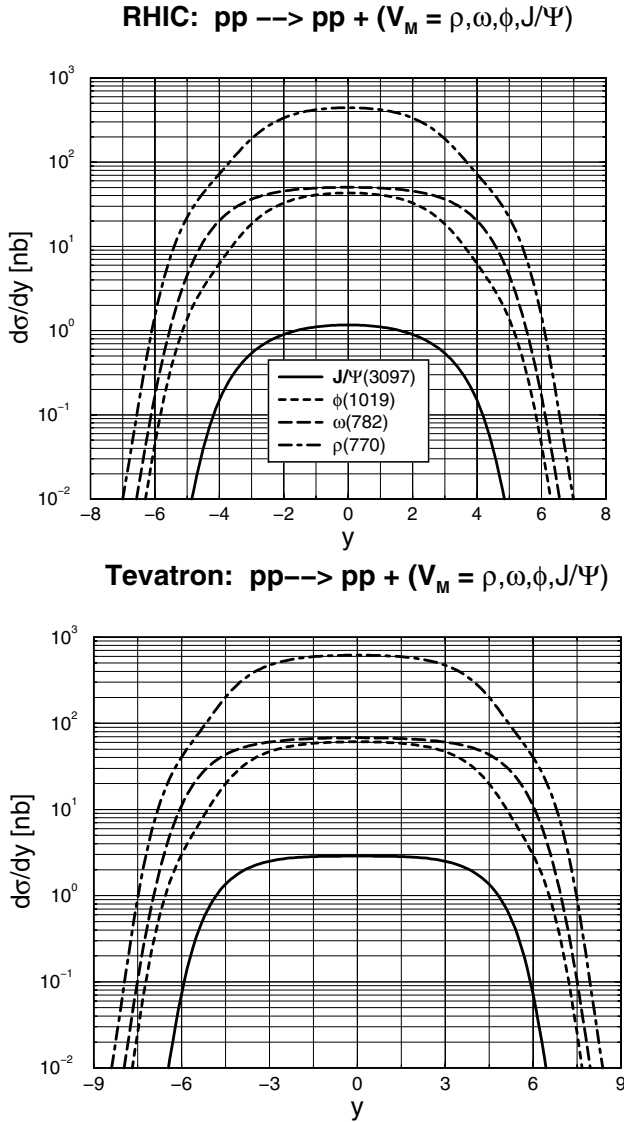 RHIC: pp −−> pp + (V_M = ρ,ω,ϕ,J/Ψ)
10^3
10^2
10^1
10^0
10^−1
10^−2
dσ/dy [nb]
J/Ψ(3097)
ϕ(1019)
ω(782)
ρ(770)
−8 −6 −4 −2 0 2 4 6 8
y
Tevatron: pp−−> pp + (V_M = ρ,ω,ϕ,J/Ψ)
10^3
10^2
10^1
10^0
10^−1
10^−2
dσ/dy [nb]
−9 −6 −3 0 3 6 9
y